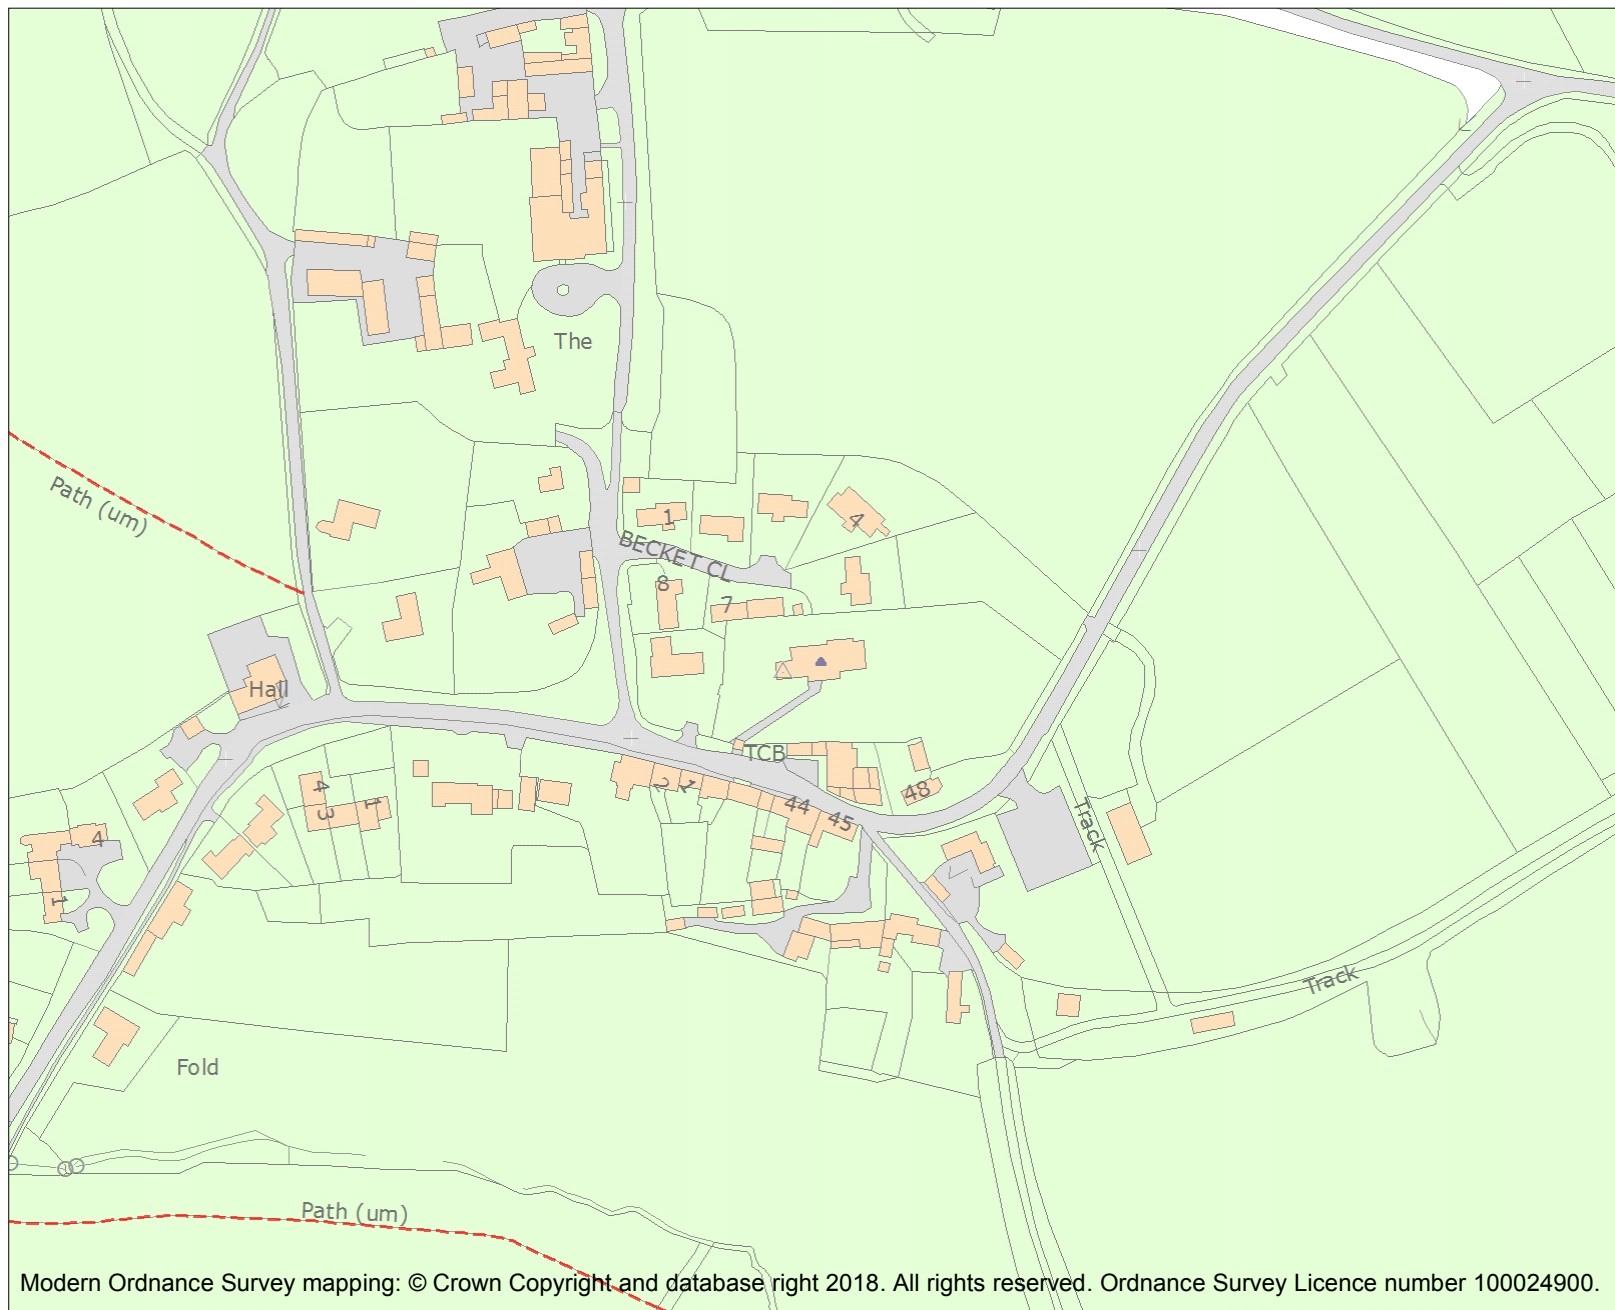 The
Path (um)
1
4
BECKET CL
8
7
Hall
TCB
2
1
44
45
48
4
3
1
4
1
Track
Track
Fold
Path (um)
Modern Ordnance Survey mapping: © Crown Copyright and database right 2018. All rights reserved. Ordnance Survey Licence number 100024900.